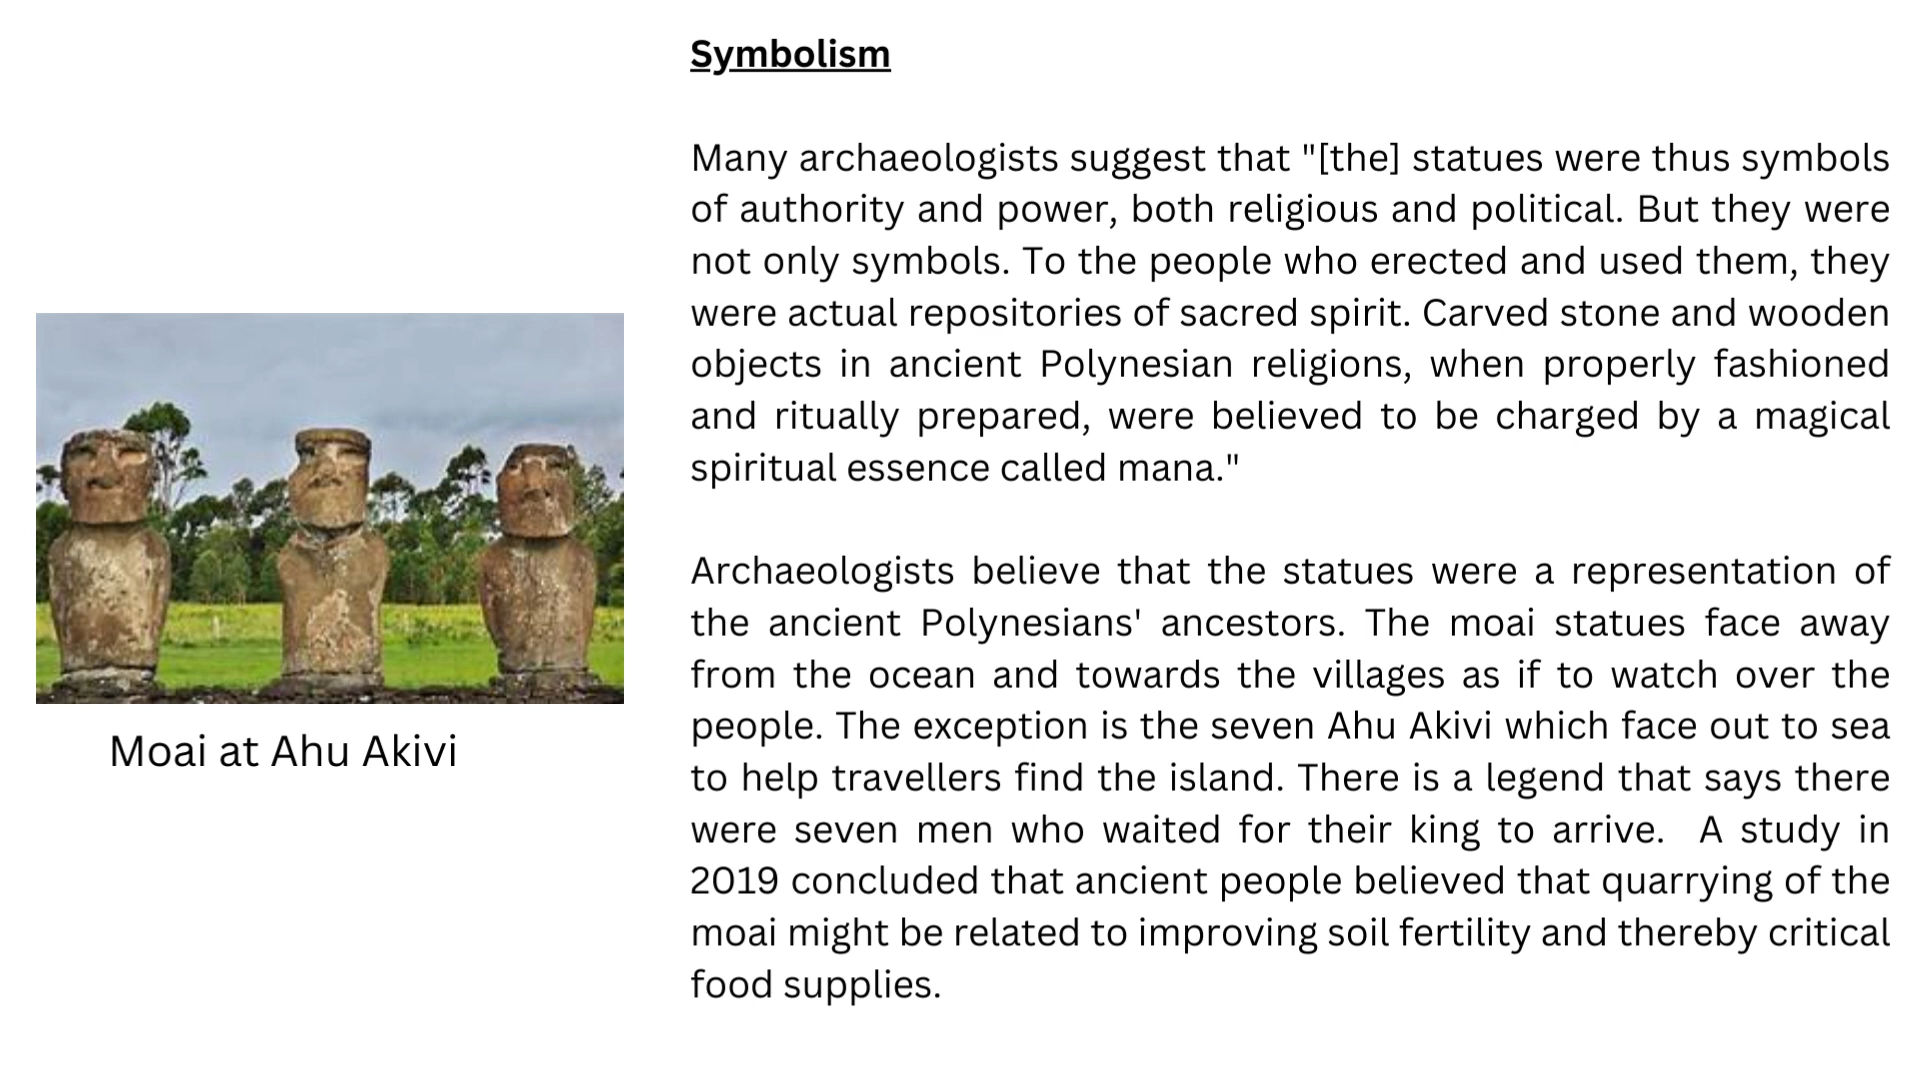 Symbolism
Many archaeologists suggest that "[the] statues were thus symbols
of authority and power, both religious and political. But they were
not only symbols. To the people who erected and used them, they
were actual repositories of sacred spirit. Carved stone and wooden
objects in ancient Polynesian religions, when properly fashioned
and ritually prepared, were believed to be charged by a magical
spiritual essence called mana."
Archaeologists believe that the statues were a representation of
the ancient Polynesians' ancestors. The moai statues face away
from the ocean and towards the villages as if to watch over the
people. The exception is the seven Ahu Akivi which face out to sea
to help travellers find the island. There is a legend that says there
were seven men who waited for their king to arrive.  A study in
2019 concluded that ancient people believed that quarrying of the
moai might be related to improving soil fertility and thereby critical
food supplies.
Moai at Ahu Akivi